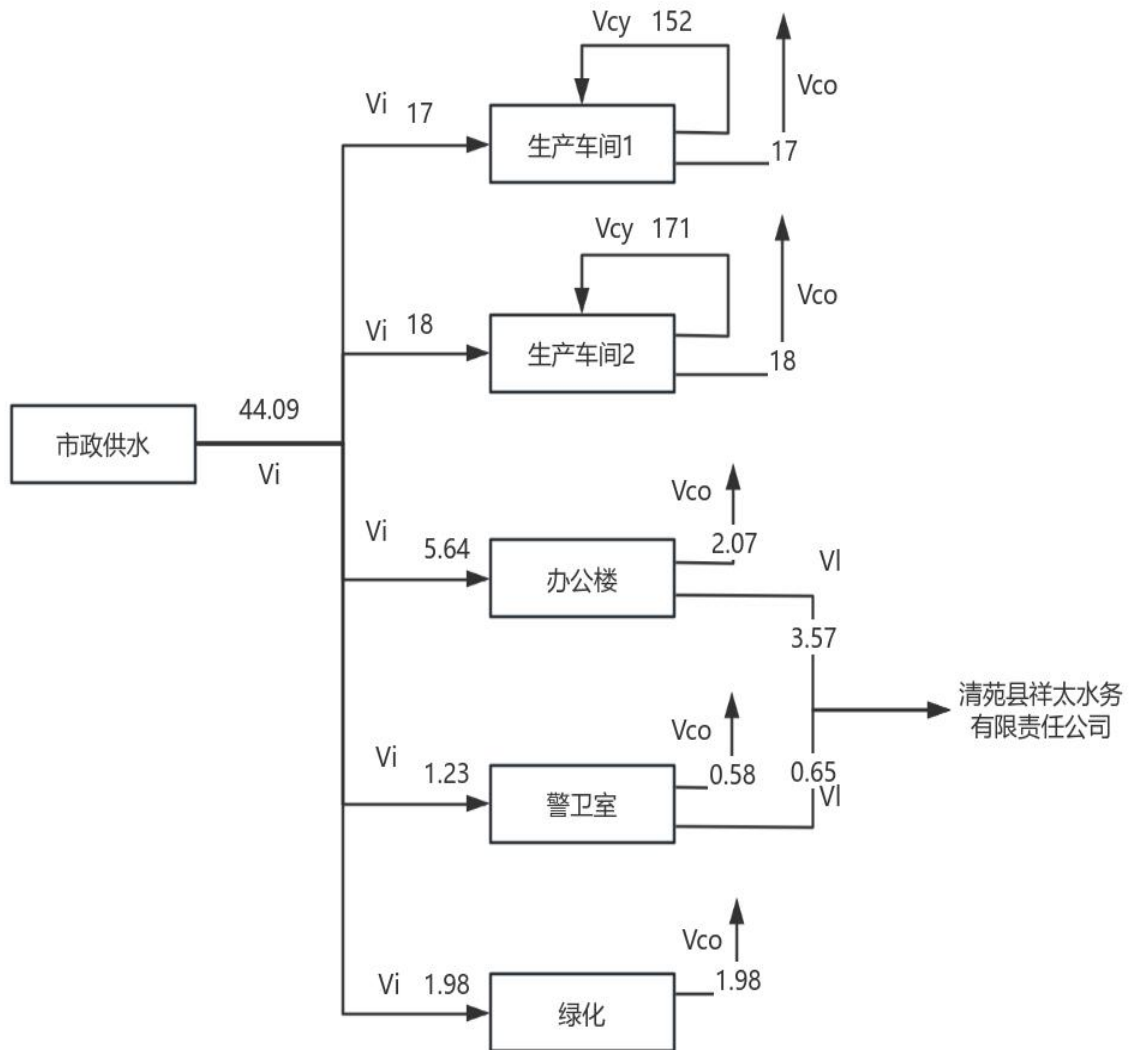 Vcy 152
Vco
Vi 17
生产车间1
17
Vcy 171
Vco
Vi 18
生产车间2
18
44.09
市政供水
Vi
Vco
Vi 5.64
2.07
Vl
办公楼
3.57
清苑县祥太水务
有限责任公司
Vco
Vi 1.23
0.58
0.65
Vl
警卫室
Vco
Vi 1.98
1.98
绿化